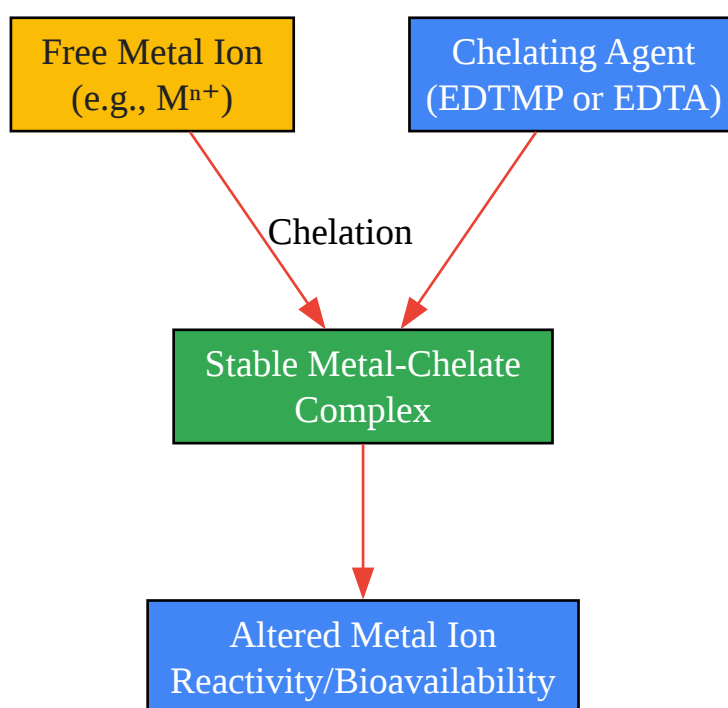 Free Metal Ion
(e.g., Mⁿ⁺)
Chelating Agent
(EDTMP or EDTA)
Chelation
Stable Metal-Chelate
Complex
Altered Metal Ion
Reactivity/Bioavailability